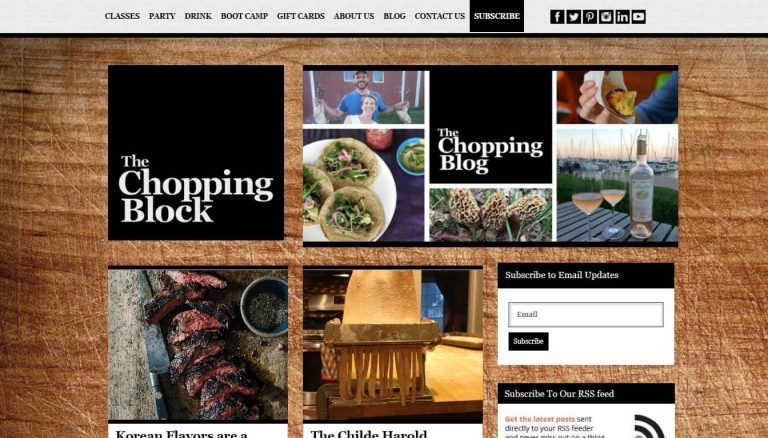 CLASSES PARTY DRINK BOOT CAMP GIFT CARDS ABOUT US BLOG CONTACT US SUBSCRIBE
The
Chopping
Block
The
Chopping
Blog
Korean Flavors are a
The Childe Harold
Subscribe to Email Updates
Email
Subscribe
Subscribe To Our RSS feed
Get the latest posts sent
directly to your RSS feeder
and never miss out on a thing